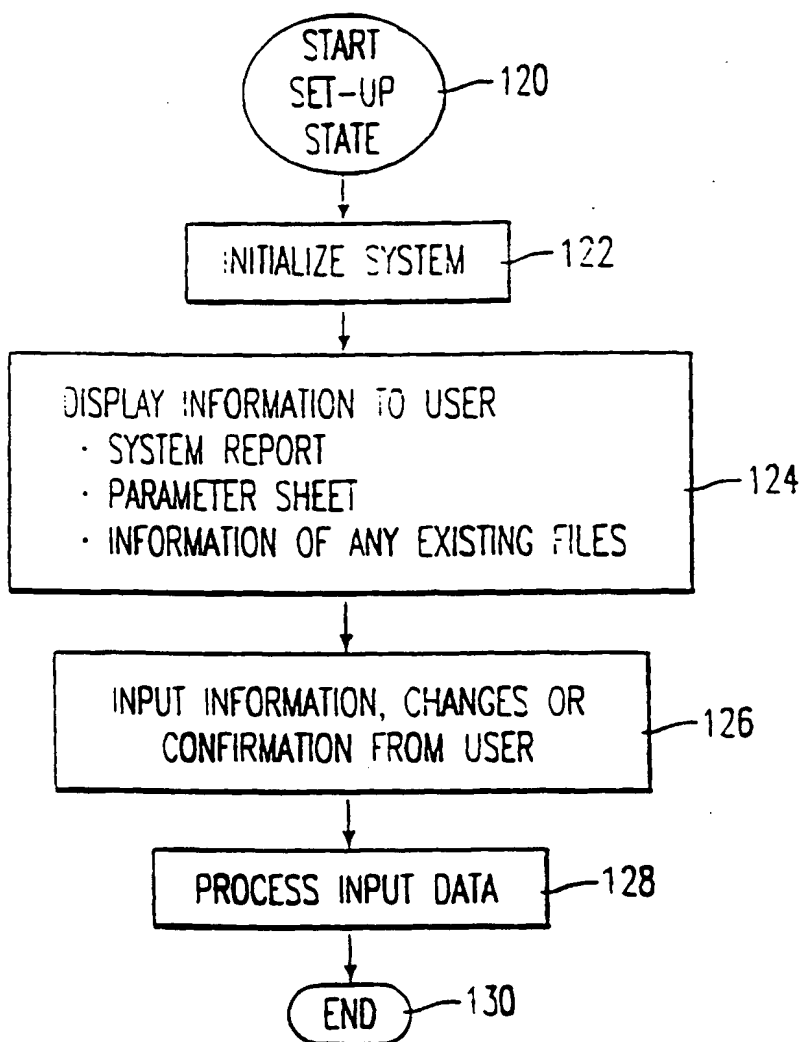 START
SET-UP
STATE
120
INITIALIZE SYSTEM
122
DISPLAY INFORMATION TO USER
· SYSTEM REPORT
· PARAMETER SHEET
· INFORMATION OF ANY EXISTING FILES
124
INPUT INFORMATION, CHANGES OR
CONFIRMATION FROM USER
126
PROCESS INPUT DATA
128
END
130